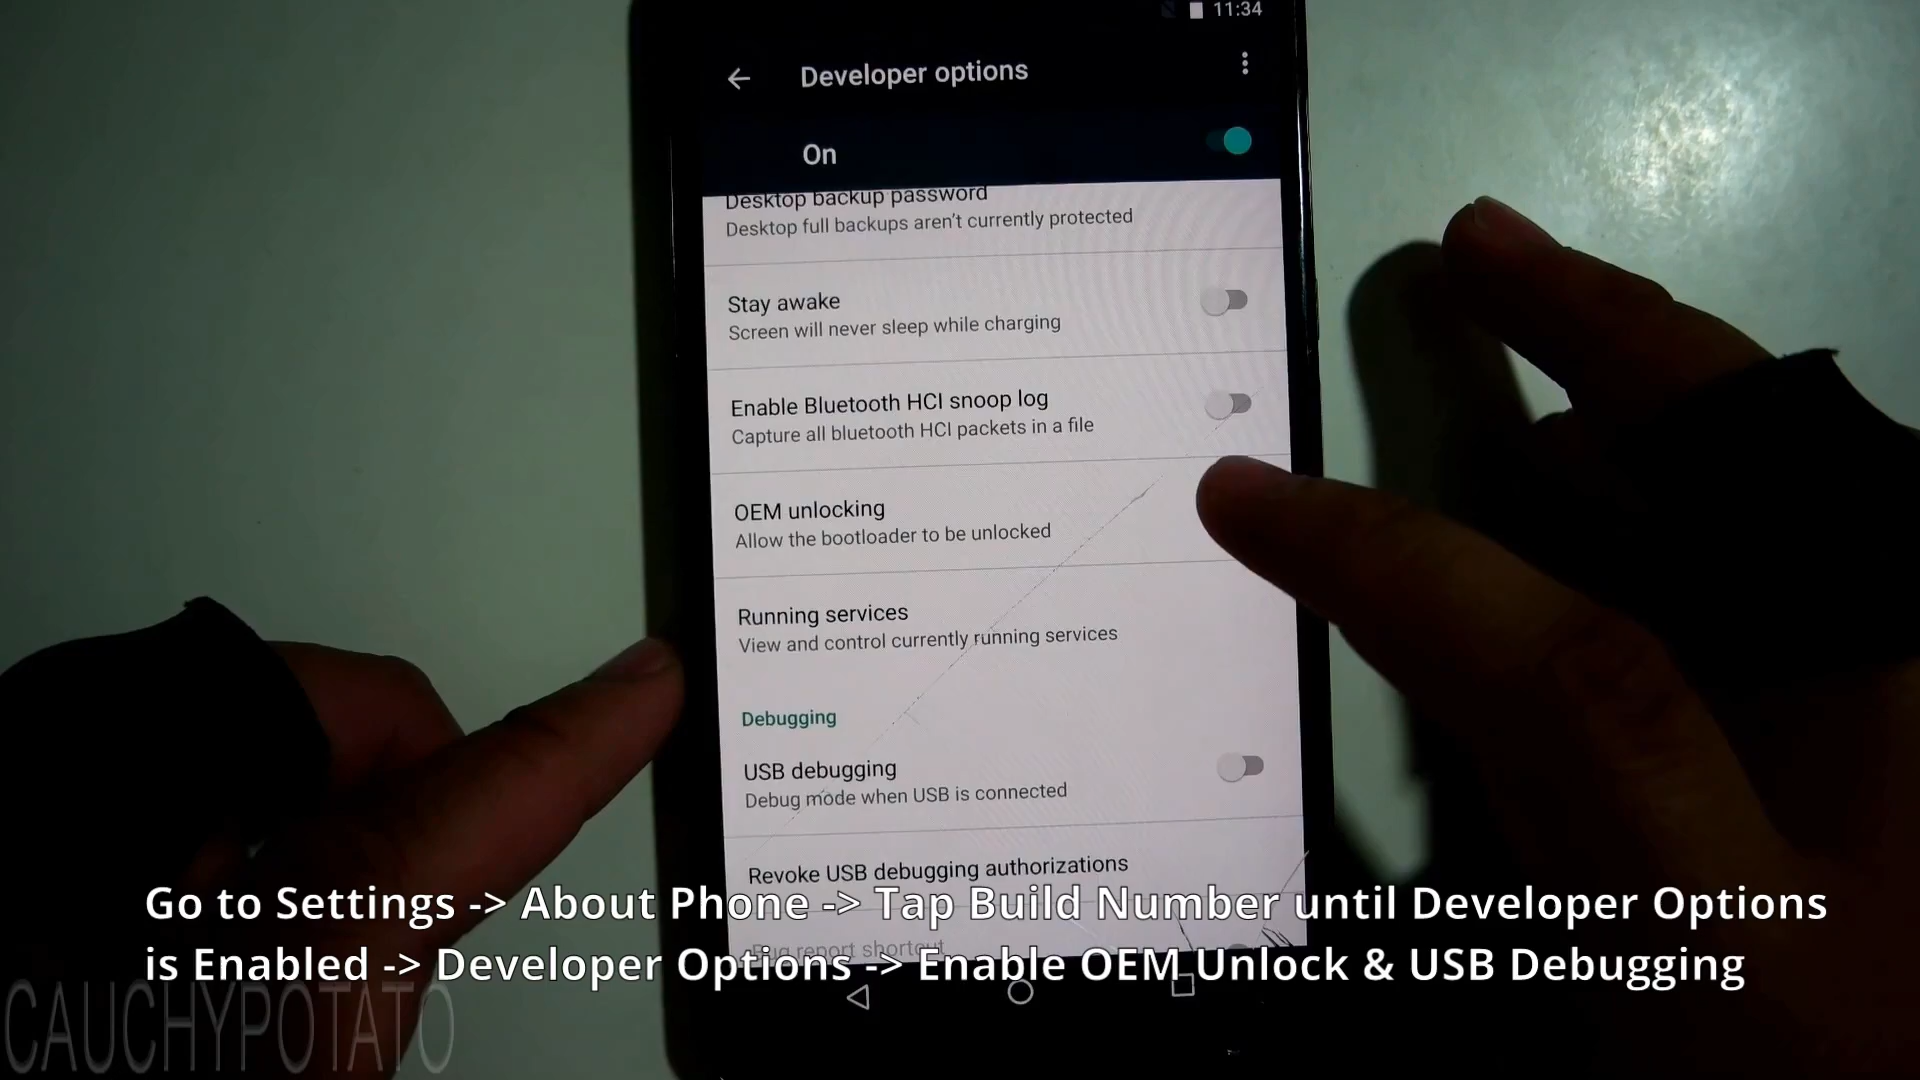 11:34
Developer options
On
Desktop backup password
Desktop full backups aren't currently protected
Stay awake
Screen will never sleep while charging
Enable Bluetooth HCI snoop log
Capture all bluetooth HCI packets in a file
OEM unlocking
Allow the bootloader to be unlocked
Running services
View and control currently running services
Debugging
USB debugging
Debug mode when USB is connected
Revoke USB debugging authorizations
Bug report shortcut
Go to Settings -> About Phone -> Tap Build Number until Developer Options
is Enabled -> Developer Options -> Enable OEM Unlock & USB Debugging
CAUCHYPOTATO